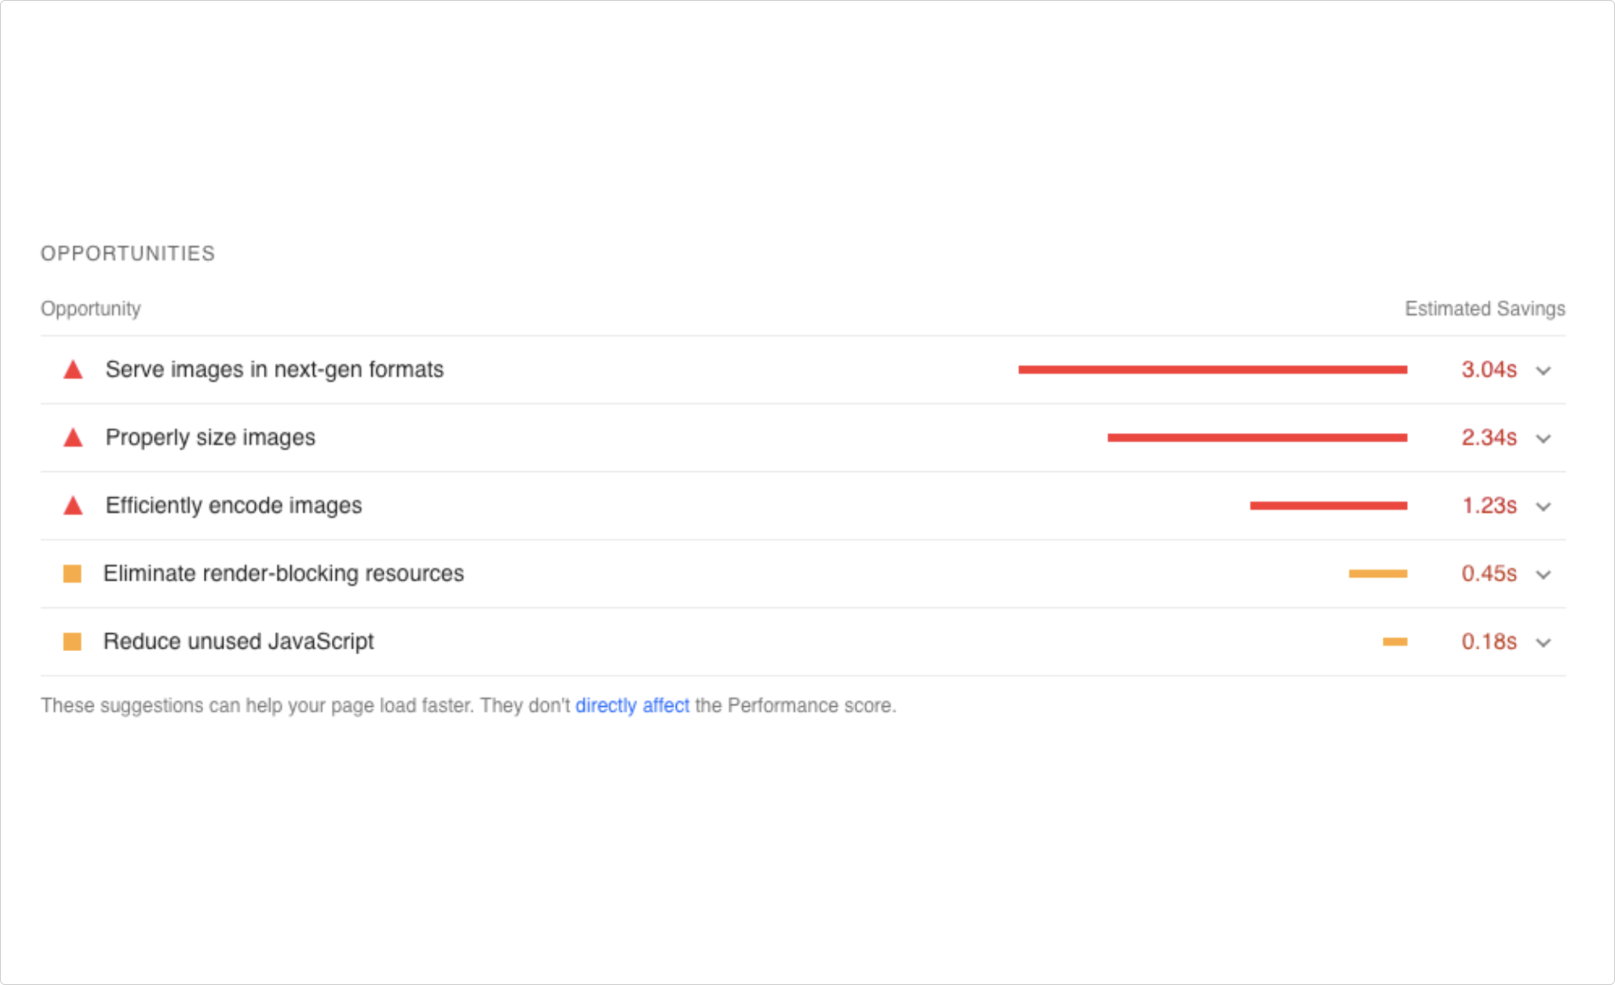 OPPORTUNITIES
Opportunity Estimated Savings
Serve images in next-gen formats 3.04s
Properly size images 2.34s
Efficiently encode images 1.23s
Eliminate render-blocking resources 0.45s
Reduce unused JavaScript 0.18s
These suggestions can help your page load faster. They don't directly affect the Performance score.